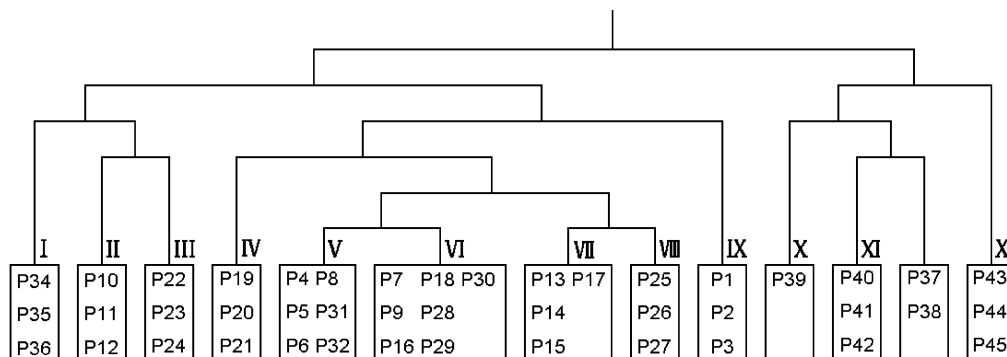 I II III IV V VI VII VIII IX X XI X
P34 P10 P22 P19 P4 P8 P7 P18 P30 P13 P17 P25 P1 P39 P40 P37 P43
P35 P11 P23 P20 P5 P31 P9 P28 P14 P26 P2 P41 P38 P44
P36 P12 P24 P21 P6 P32 P16 P29 P15 P27 P3 P42 P45